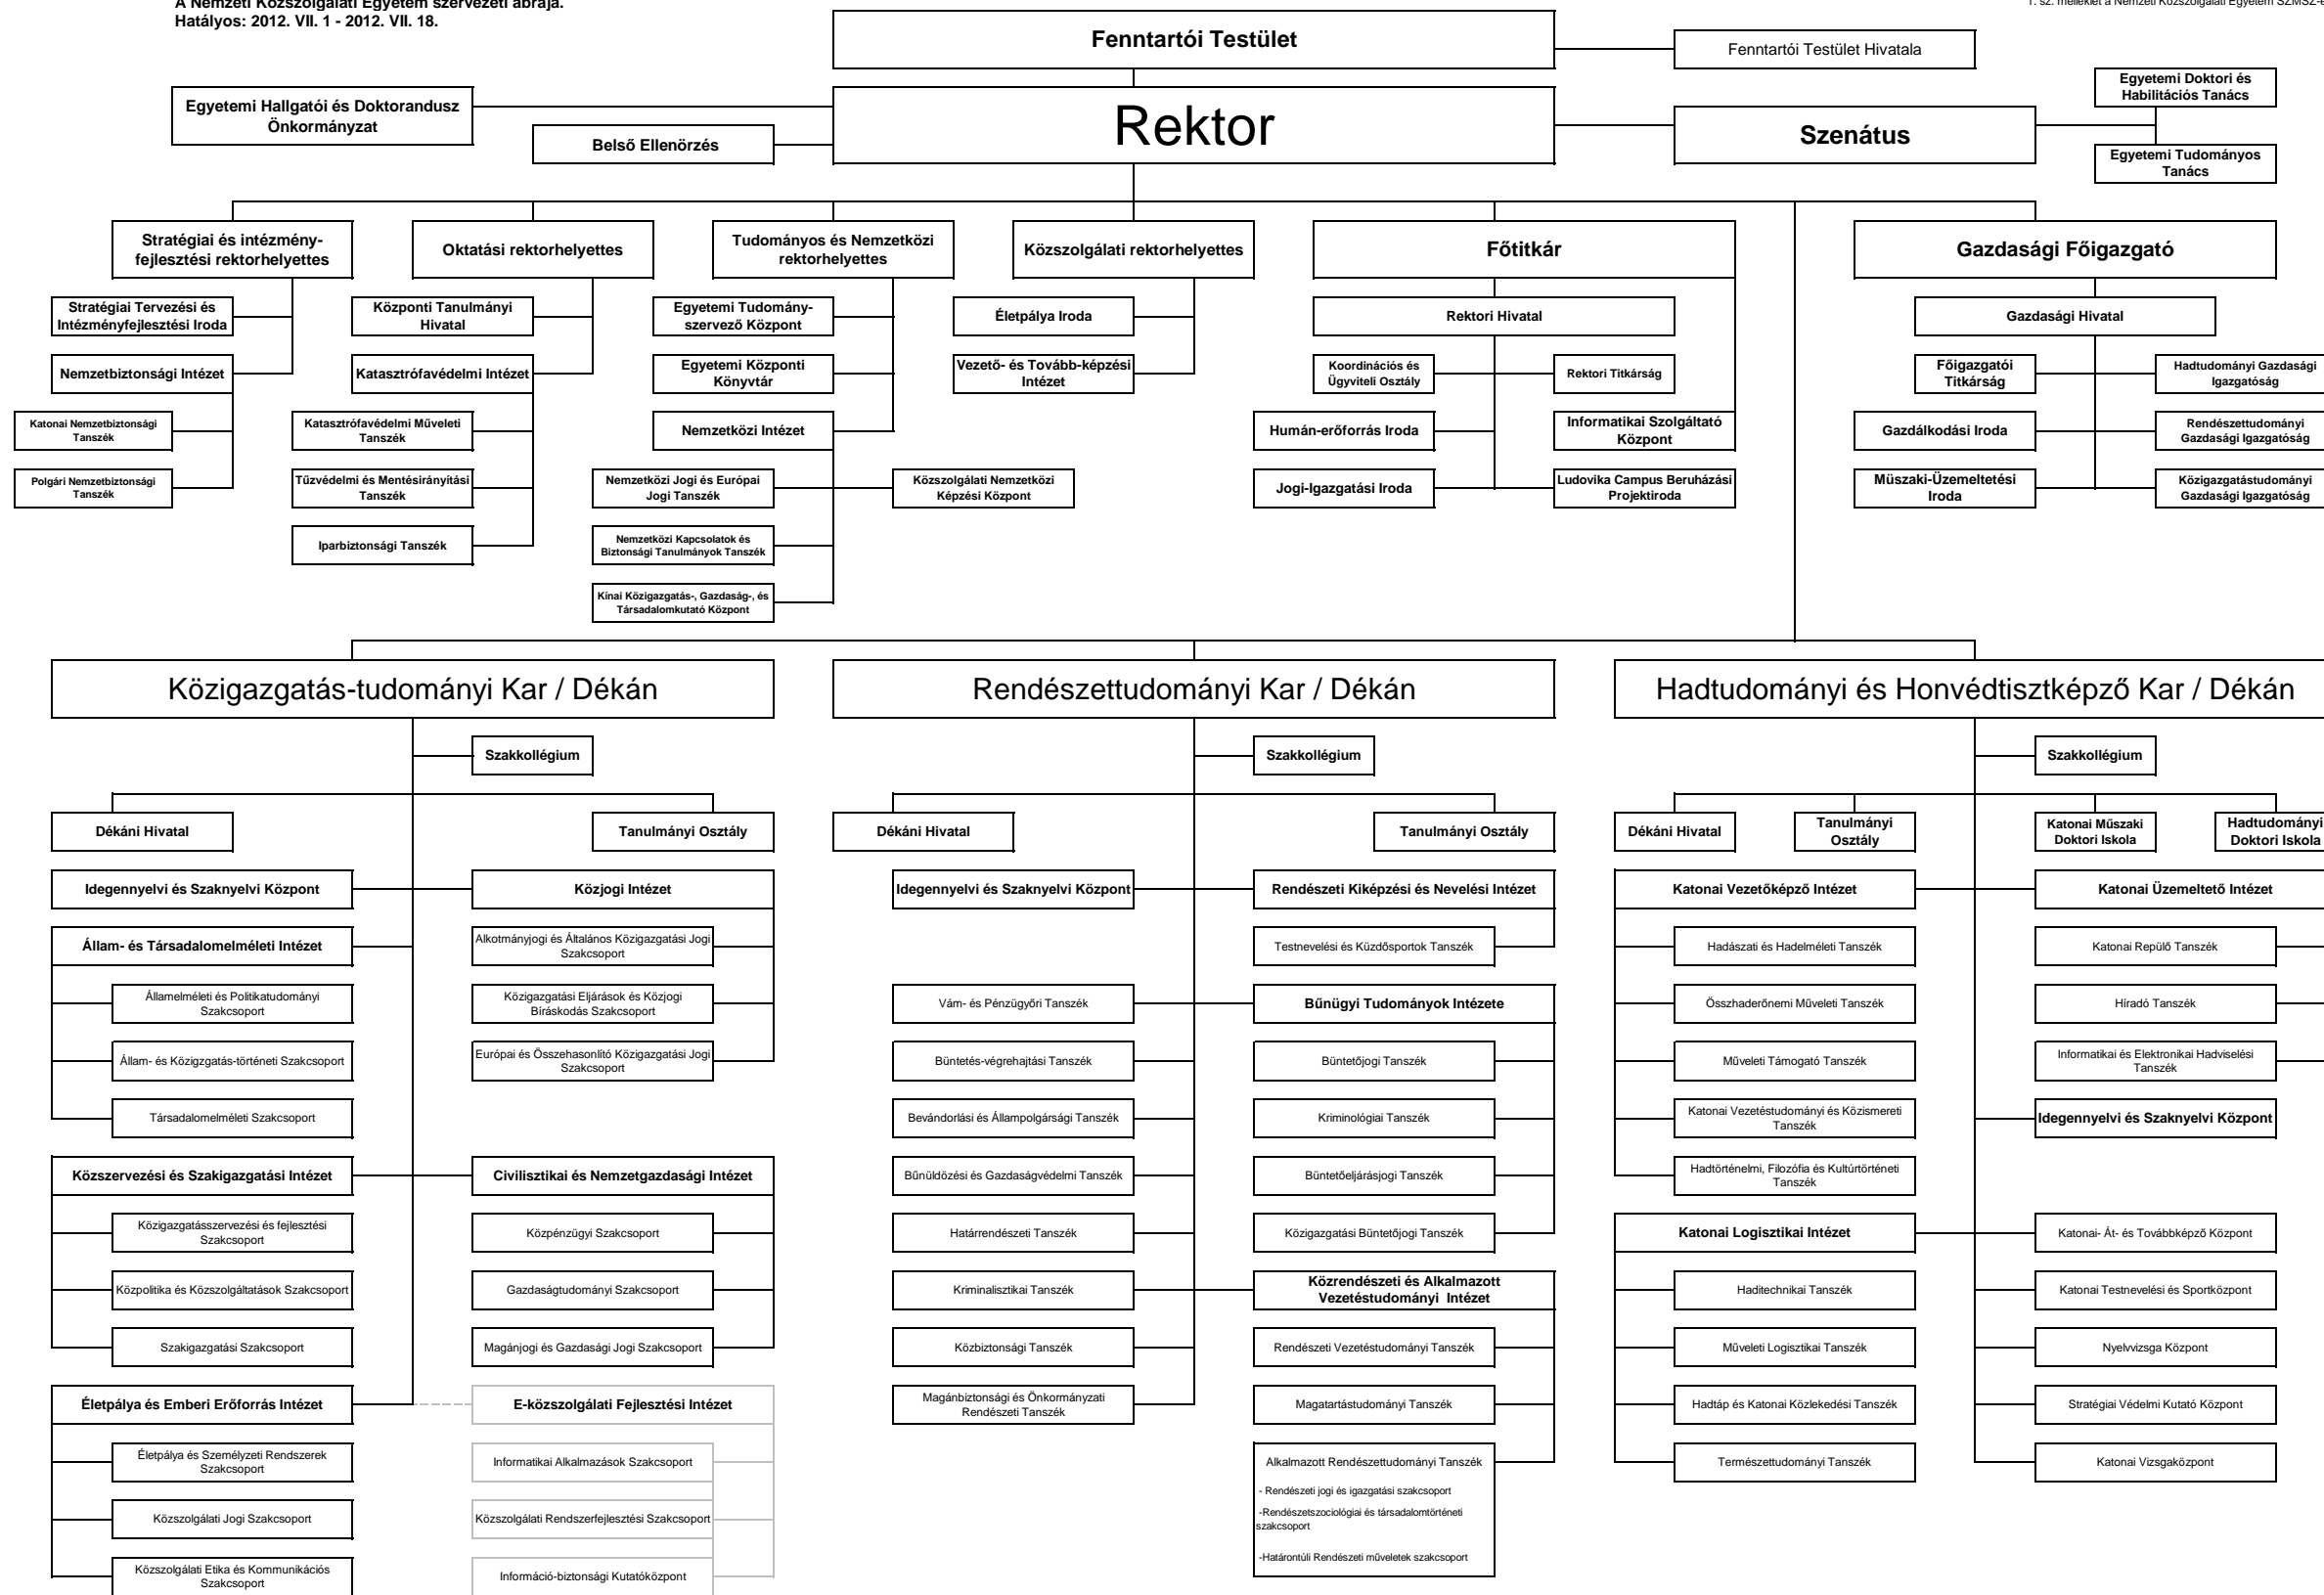 A Nemzeti Közszolgálati Egyetem szervezeti ábrája.
Hatályos: 2012. VII. 1 - 2012. VII. 18.
1. sz. melléklet a Nemzeti Közszolgálati Egyetem
Fenntartói Testület
Fenntartói Testület Hivatala
Egyetemi Hallgatói és Doktorandusz
Önkormányzat
Belső Ellenörzés
Rektor
Szenátus
Egyetemi Doktori és
Habilitációs Tanács
Egyetemi Tudományos
Tanács
Stratégiai és intézmény-
fejlesztési rektorhelyettes
Oktatási rektorhelyettes
Tudományos és Nemzetközi
rektorhelyettes
Közszolgálati rektorhelyettes
Főtitkár
Gazdasági Főigazgató
Stratégiai Tervezési és
Intézményfejlesztési Iroda
Nemzetbiztonsági Intézet
Katonai Nemzetbiztonsági
Tanszék
Polgári Nemzetbiztonsági
Tanszék
Központi Tanulmányi
Hivatal
Katasztrófavédelmi Intézet
Katasztrófavédelmi Műveleti
Tanszék
Tűzvédelmi és Mentésirányítási
Tanszék
Iparbiztonsági Tanszék
Egyetemi Tudomány-
szervező Központ
Egyetemi Központi
Könyvtár
Nemzetközi Intézet
Nemzetközi Jogi és Európai
Jogi Tanszék
Közszolgálati Nemzetközi
Képzési Központ
Nemzetközi Kapcsolatok és
Biztonsági Tanulmányok Tanszék
Kínai Közigazgatás-, Gazdaság-, és
Társadalomkutató Központ
Életpálya Iroda
Vezető- és Tovább-képzési
Intézet
Rektori Hivatal
Koordinációs és
Ügyviteli Osztály
Rektori Titkárság
Humán-erőforrás Iroda
Informatikai Szolgáltató
Központ
Jogi-Igazgatási Iroda
Ludovika Campus Beruházási
Projektiroda
Gazdasági Hivatal
Főigazgatói
Titkárság
Hadtudományi Gazdasági
Igazgatóság
Gazdálkodási Iroda
Rendészettudományi
Gazdasági Igazgatóság
Müszaki-Üzemeltetési
Iroda
Közigazgatástudományi
Gazdasági Igazgatóság
Közigazgatás-tudományi Kar / Dékán
Szakkollégium
Dékáni Hivatal
Tanulmányi Osztály
Idegennyelvi és Szaknyelvi Központ
Közjogi Intézet
Állam- és Társadalomelméleti Intézet
Alkotmányjogi és Általános Közigazgatási Jogi
Szakcsoport
Államelméleti és Politikatudományi
Szakcsoport
Közigazgatási Eljárások és Közjogi
Bíráskodás Szakcsoport
Állam- és Közigzgatás-történeti Szakcsoport
Európai és Összehasonlító Közigazgatási Jogi
Szakcsoport
Társadalomelméleti Szakcsoport
Közszervezési és Szakigazgatási Intézet
Civilisztikai és Nemzetgazdasági Intézet
Közigazgatásszervezési és fejlesztési
Szakcsoport
Közpénzügyi Szakcsoport
Közpolitika és Közszolgáltatások Szakcsoport
Gazdaságtudományi Szakcsoport
Szakigazgatási Szakcsoport
Magánjogi és Gazdasági Jogi Szakcsoport
Életpálya és Emberi Erőforrás Intézet
E-közszolgálati Fejlesztési Intézet
Életpálya és Személyzeti Rendszerek
Szakcsoport
Informatikai Alkalmazások Szakcsoport
Közszolgálati Jogi Szakcsoport
Közszolgálati Rendszerfejlesztési Szakcsoport
Közszolgálati Etika és Kommunikációs
Szakcsoport
Információ-biztonsági Kutatóközpont
Rendészettudományi Kar / Dékán
Szakkollégium
Dékáni Hivatal
Tanulmányi Osztály
Idegennyelvi és Szaknyelvi Központ
Rendészeti Kiképzési és Nevelési Intézet
Testnevelési és Küzdősportok Tanszék
Vám- és Pénzügyőri Tanszék
Bűnügyi Tudományok Intézete
Büntetés-végrehajtási Tanszék
Büntetőjogi Tanszék
Bevándorlási és Állampolgársági Tanszék
Kriminológiai Tanszék
Bűnüldözési és Gazdaságvédelmi Tanszék
Büntetőeljárásjogi Tanszék
Határrendészeti Tanszék
Közigazgatási Büntetőjogi Tanszék
Kriminalisztikai Tanszék
Közrendészeti és Alkalmazott
Vezetéstudományi Intézet
Közbiztonsági Tanszék
Rendészeti Vezetéstudományi Tanszék
Magánbiztonsági és Önkormányzati
Rendészeti Tanszék
Magatartástudományi Tanszék
Alkalmazott Rendészettudományi Tanszék
- Rendészeti jogi és igazgatási szakcsoport
-Rendészetszociológiai és társadalomtörténeti
szakcsoport
-Határontúli Rendészeti műveletek szakcsoport
Hadtudományi és Honvédtisztképző Kar / Dékán
Szakkollégium
Dékáni Hivatal
Tanulmányi
Osztály
Katonai Műszaki
Doktori Iskola
Hadtudományi
Doktori Iskola
Katonai Vezetőképző Intézet
Katonai Üzemeltető Intézet
Hadászati és Hadelméleti Tanszék
Katonai Repülő Tanszék
Összhaderőnemi Műveleti Tanszék
Híradó Tanszék
Műveleti Támogató Tanszék
Informatikai és Elektronikai Hadviselési
Tanszék
Katonai Vezetéstudományi és Közismereti
Tanszék
Idegennyelvi és Szaknyelvi Központ
Hadtörténelmi, Filozófia és Kultúrtörténeti
Tanszék
Katonai Logisztikai Intézet
Katonai- Át- és Továbbképző Központ
Haditechnikai Tanszék
Katonai Testnevelési és Sportközpont
Műveleti Logisztikai Tanszék
Nyelvvizsga Központ
Hadtáp és Katonai Közlekedési Tanszék
Stratégiai Védelmi Kutató Központ
Természettudományi Tanszék
Katonai Vizsgaközpont